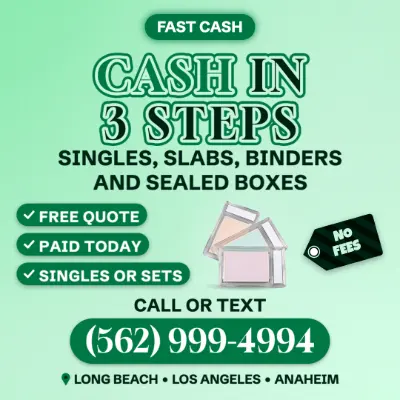 FAST CASH
CASH IN
3 STEPS
SINGLES, SLABS, BINDERS
AND SEALED BOXES
FREE QUOTE
PAID TODAY
SINGLES OR SETS
NO
FEES
CALL OR TEXT
(562) 999-4994
LONG BEACH • LOS ANGELES • ANAHEIM